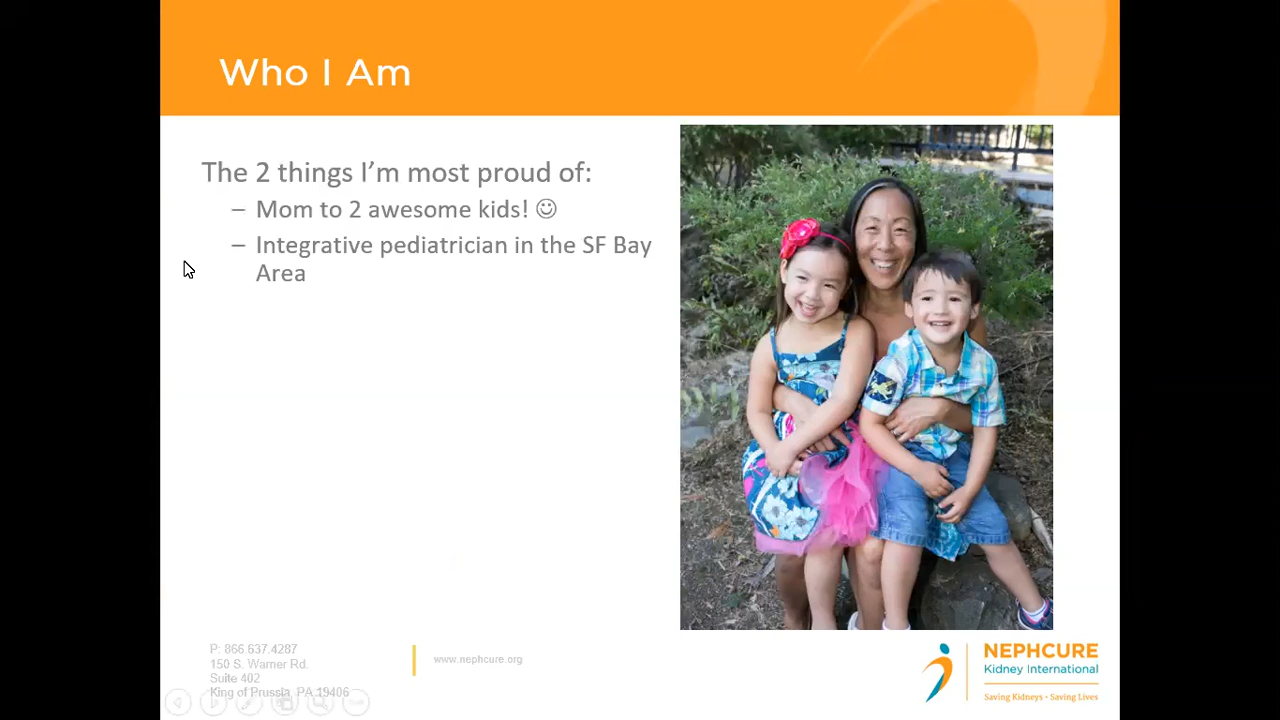 Who I Am
The 2 things I'm most proud of:
– Mom to 2 awesome kids! ☺
– Integrative pediatrician in the SF Bay
Area
P: 866.637.4287
150 S. Warner Rd.
Suite 402
King of Prussia, PA 19406
www.nephcure.org
NEPHCURE
Kidney International
Saving Kidneys • Saving Lives